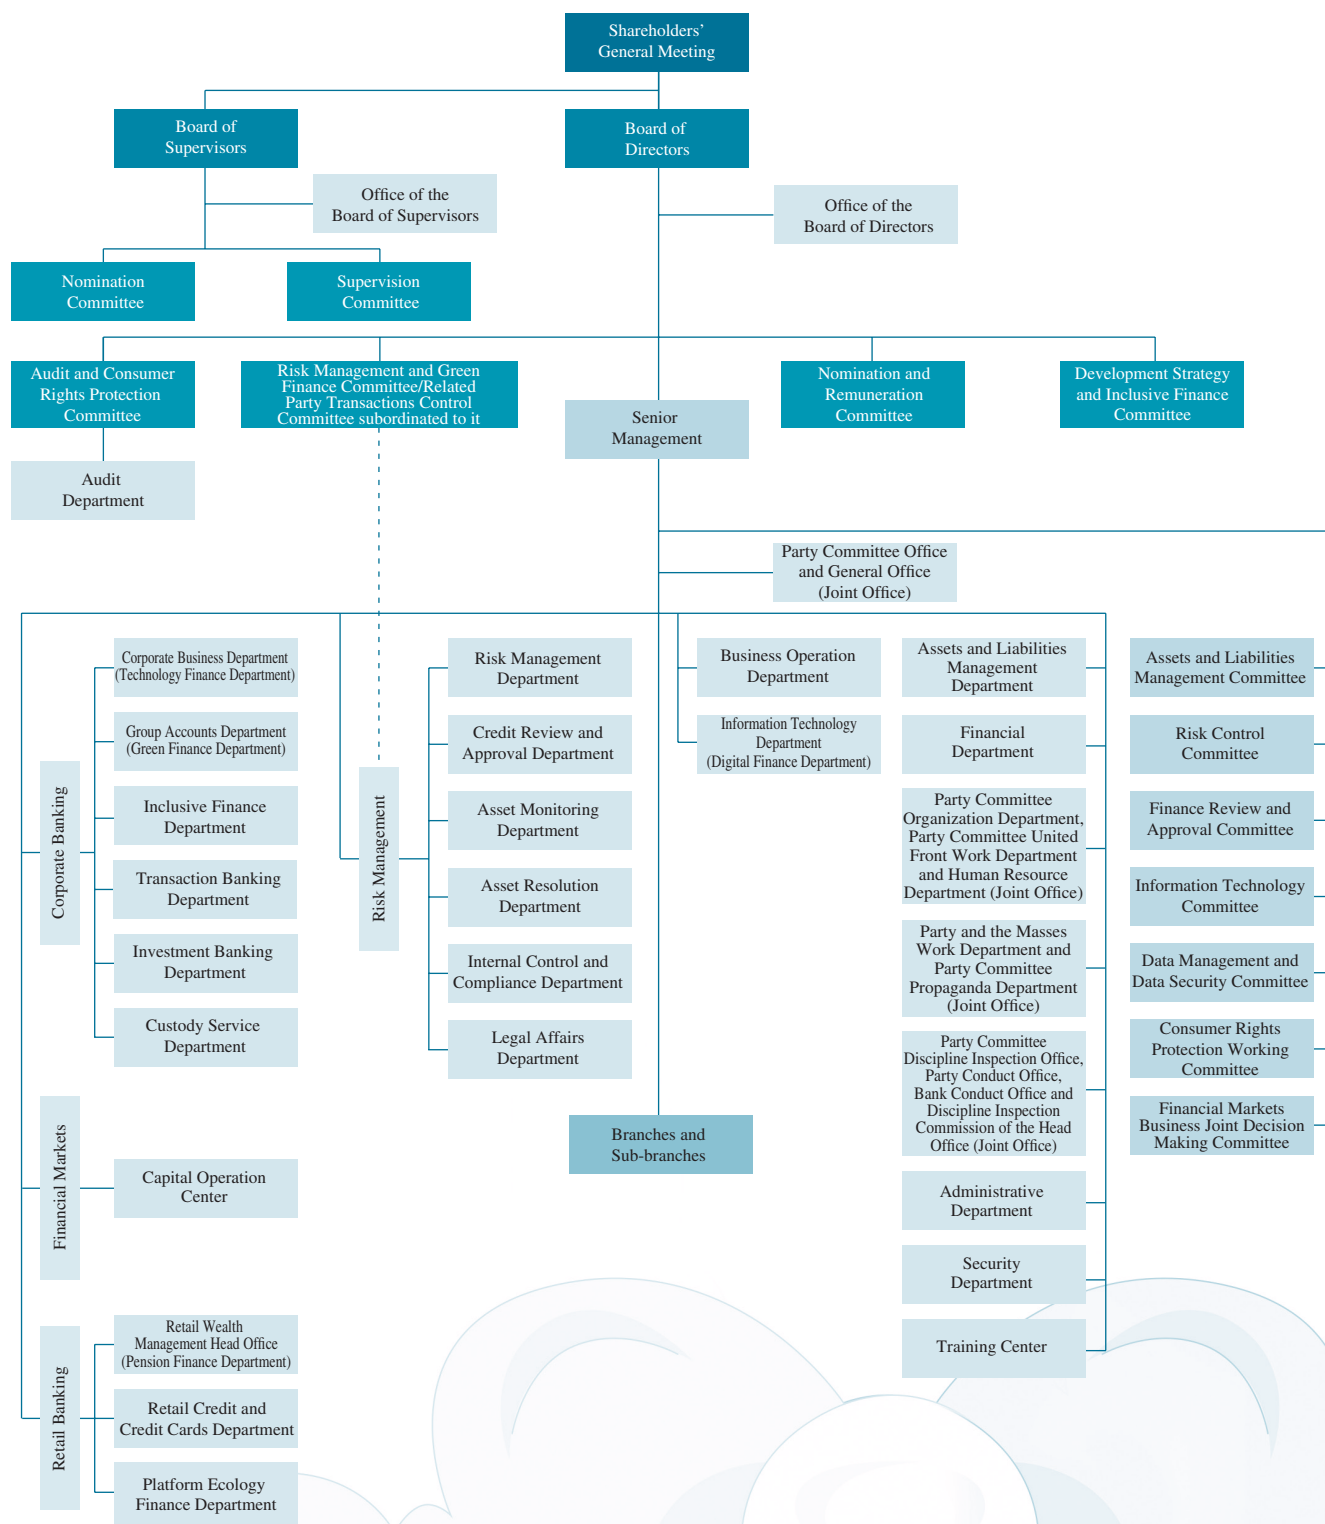 Shareholders'
General Meeting
Board of
Supervisors
Board of
Directors
Office of the
Board of Supervisors
Office of the
Board of Directors
Nomination
Committee
Supervision
Committee
Audit and Consumer
Rights Protection
Committee
Risk Management and Green
Finance Committee/Related
Party Transactions Control
Committee subordinated to it
Senior
Management
Nomination and
Remuneration
Committee
Development Strategy
and Inclusive Finance
Committee
Audit
Department
Party Committee Office
and General Office
(Joint Office)
Corporate Banking
Corporate Business Department
(Technology Finance Department)
Group Accounts Department
(Green Finance Department)
Inclusive Finance
Department
Transaction Banking
Department
Investment Banking
Department
Custody Service
Department
Financial Markets
Capital Operation
Center
Retail Banking
Retail Wealth
Management Head Office
(Pension Finance Department)
Retail Credit and
Credit Cards Department
Platform Ecology
Finance Department
Risk Management
Risk Management
Department
Credit Review and
Approval Department
Asset Monitoring
Department
Asset Resolution
Department
Internal Control and
Compliance Department
Legal Affairs
Department
Branches and
Sub-branches
Business Operation
Department
Information Technology
Department
(Digital Finance Department)
Assets and Liabilities
Management
Department
Financial
Department
Party Committee
Organization Department,
Party Committee United
Front Work Department
and Human Resource
Department (Joint Office)
Party and the Masses
Work Department and
Party Committee
Propaganda Department
(Joint Office)
Party Committee
Discipline Inspection Office,
Party Conduct Office,
Bank Conduct Office and
Discipline Inspection
Commission of the Head
Office (Joint Office)
Administrative
Department
Security
Department
Training Center
Assets and Liabilities
Management Committee
Risk Control
Committee
Finance Review and
Approval Committee
Information Technology
Committee
Data Management and
Data Security Committee
Consumer Rights
Protection Working
Committee
Financial Markets
Business Joint Decision
Making Committee